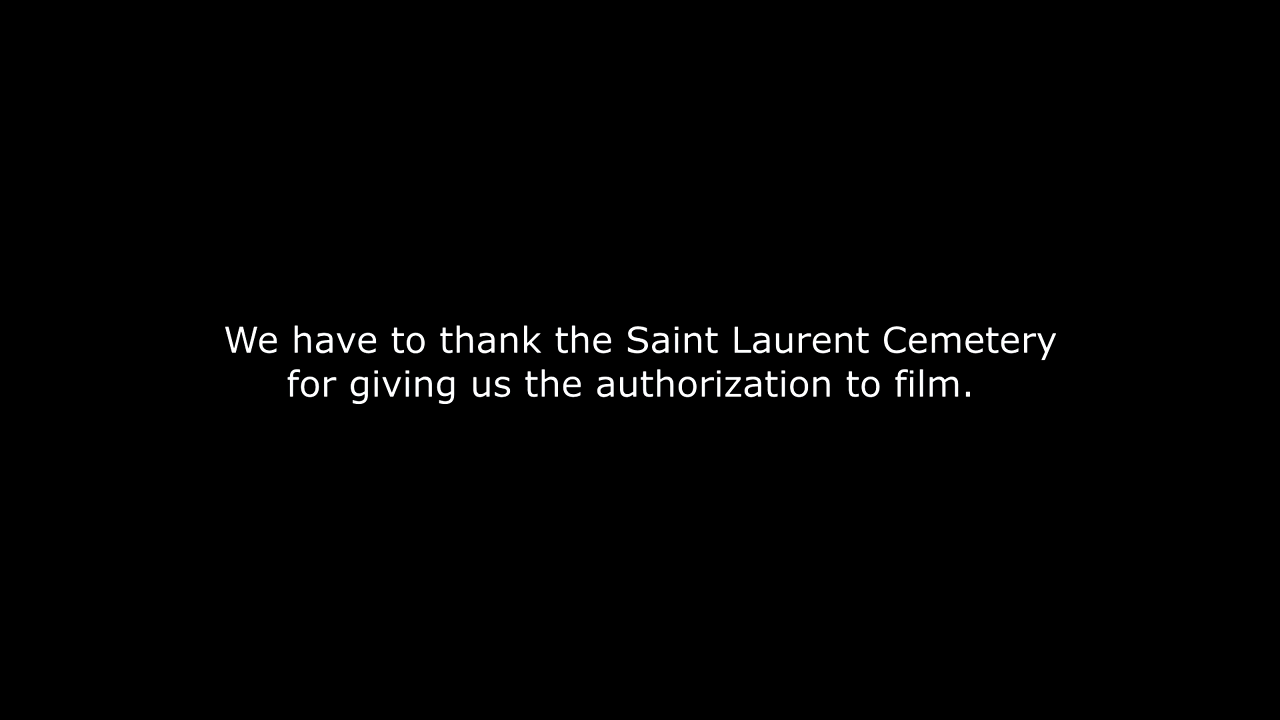 We have to thank the Saint Laurent Cemetery
for giving us the authorization to film.